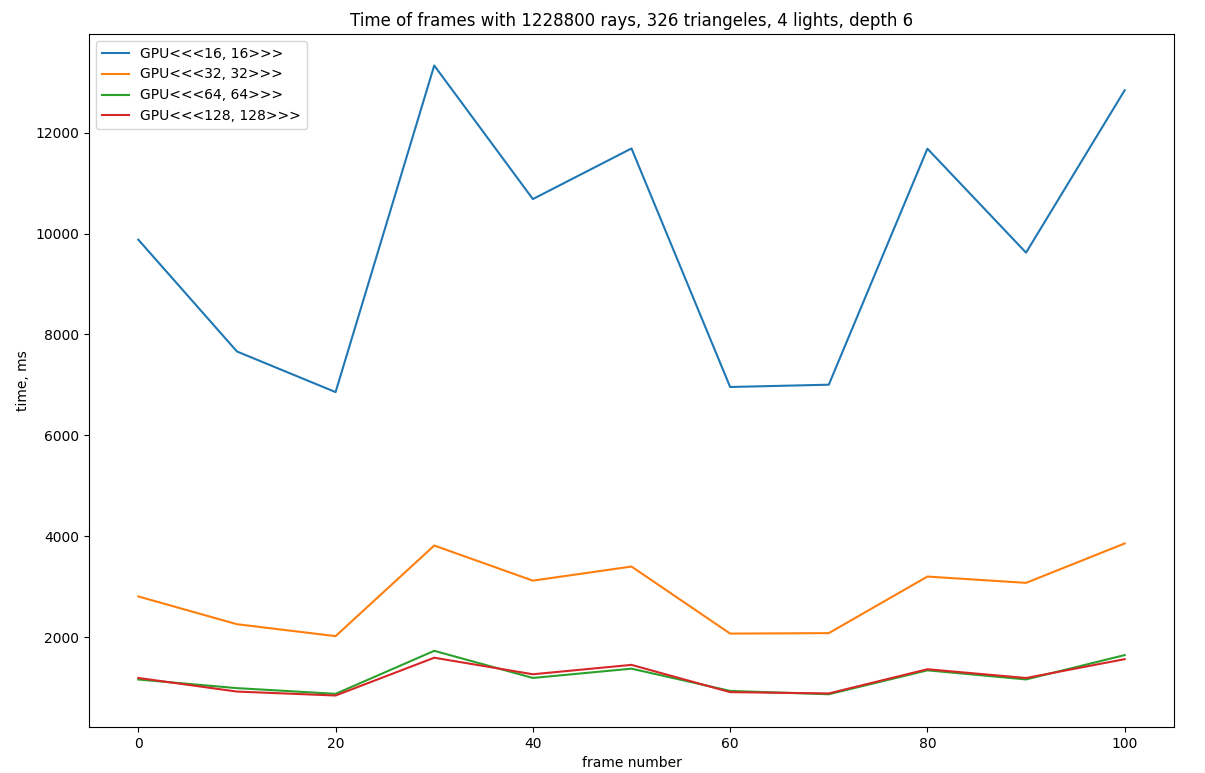 Time of frames with 1228800 rays, 326 triangeles, 4 lights, depth 6
GPU<<<16, 16>>>
GPU<<<32, 32>>>
GPU<<<64, 64>>>
GPU<<<128, 128>>>
12000
10000
8000
6000
4000
2000
time, ms
0 20 40 60 80 100
frame number